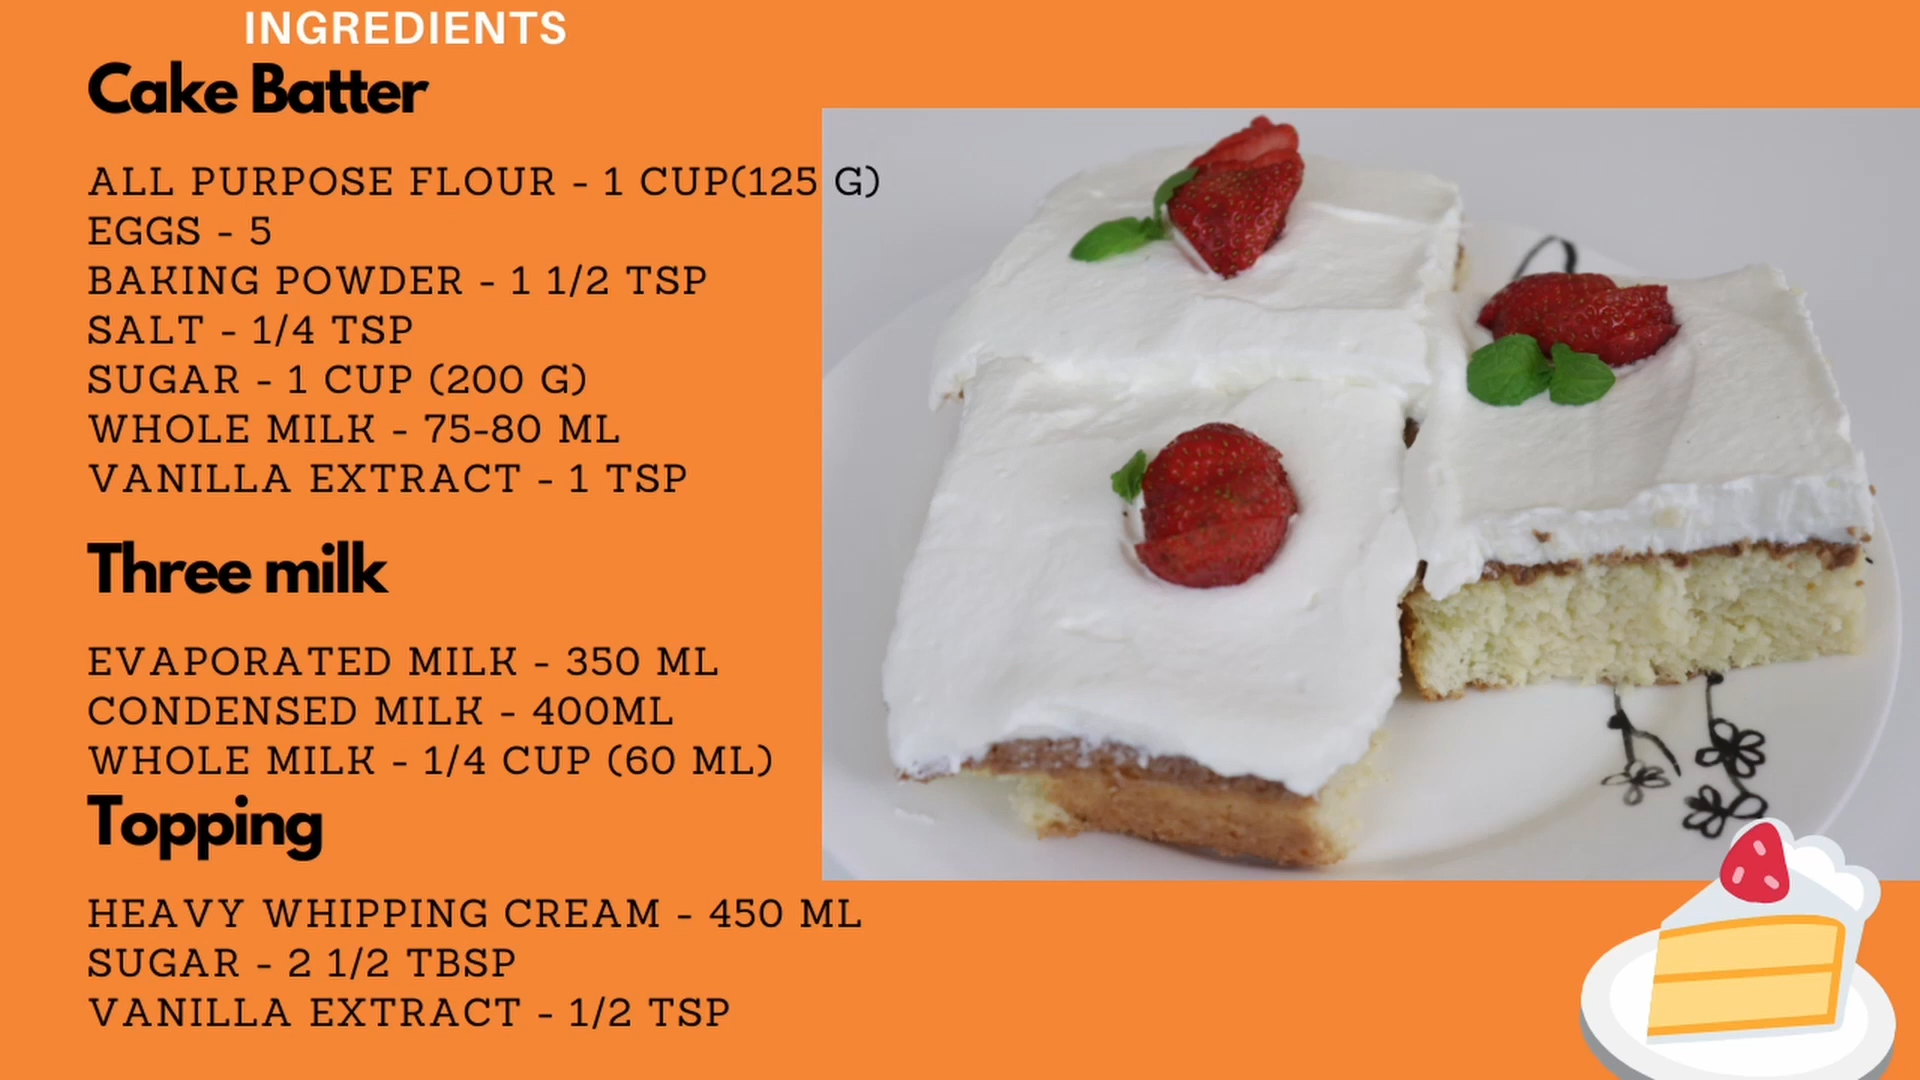 INGREDIENTS
Cake Batter
ALL PURPOSE FLOUR - 1 CUP(125 G)
EGGS - 5
BAKING POWDER - 1 1/2 TSP
SALT - 1/4 TSP
SUGAR - 1 CUP (200 G)
WHOLE MILK - 75-80 ML
VANILLA EXTRACT - 1 TSP
Three milk
EVAPORATED MILK - 350 ML
CONDENSED MILK - 400ML
WHOLE MILK - 1/4 CUP (60 ML)
Topping
HEAVY WHIPPING CREAM - 450 ML
SUGAR - 2 1/2 TBSP
VANILLA EXTRACT - 1/2 TSP